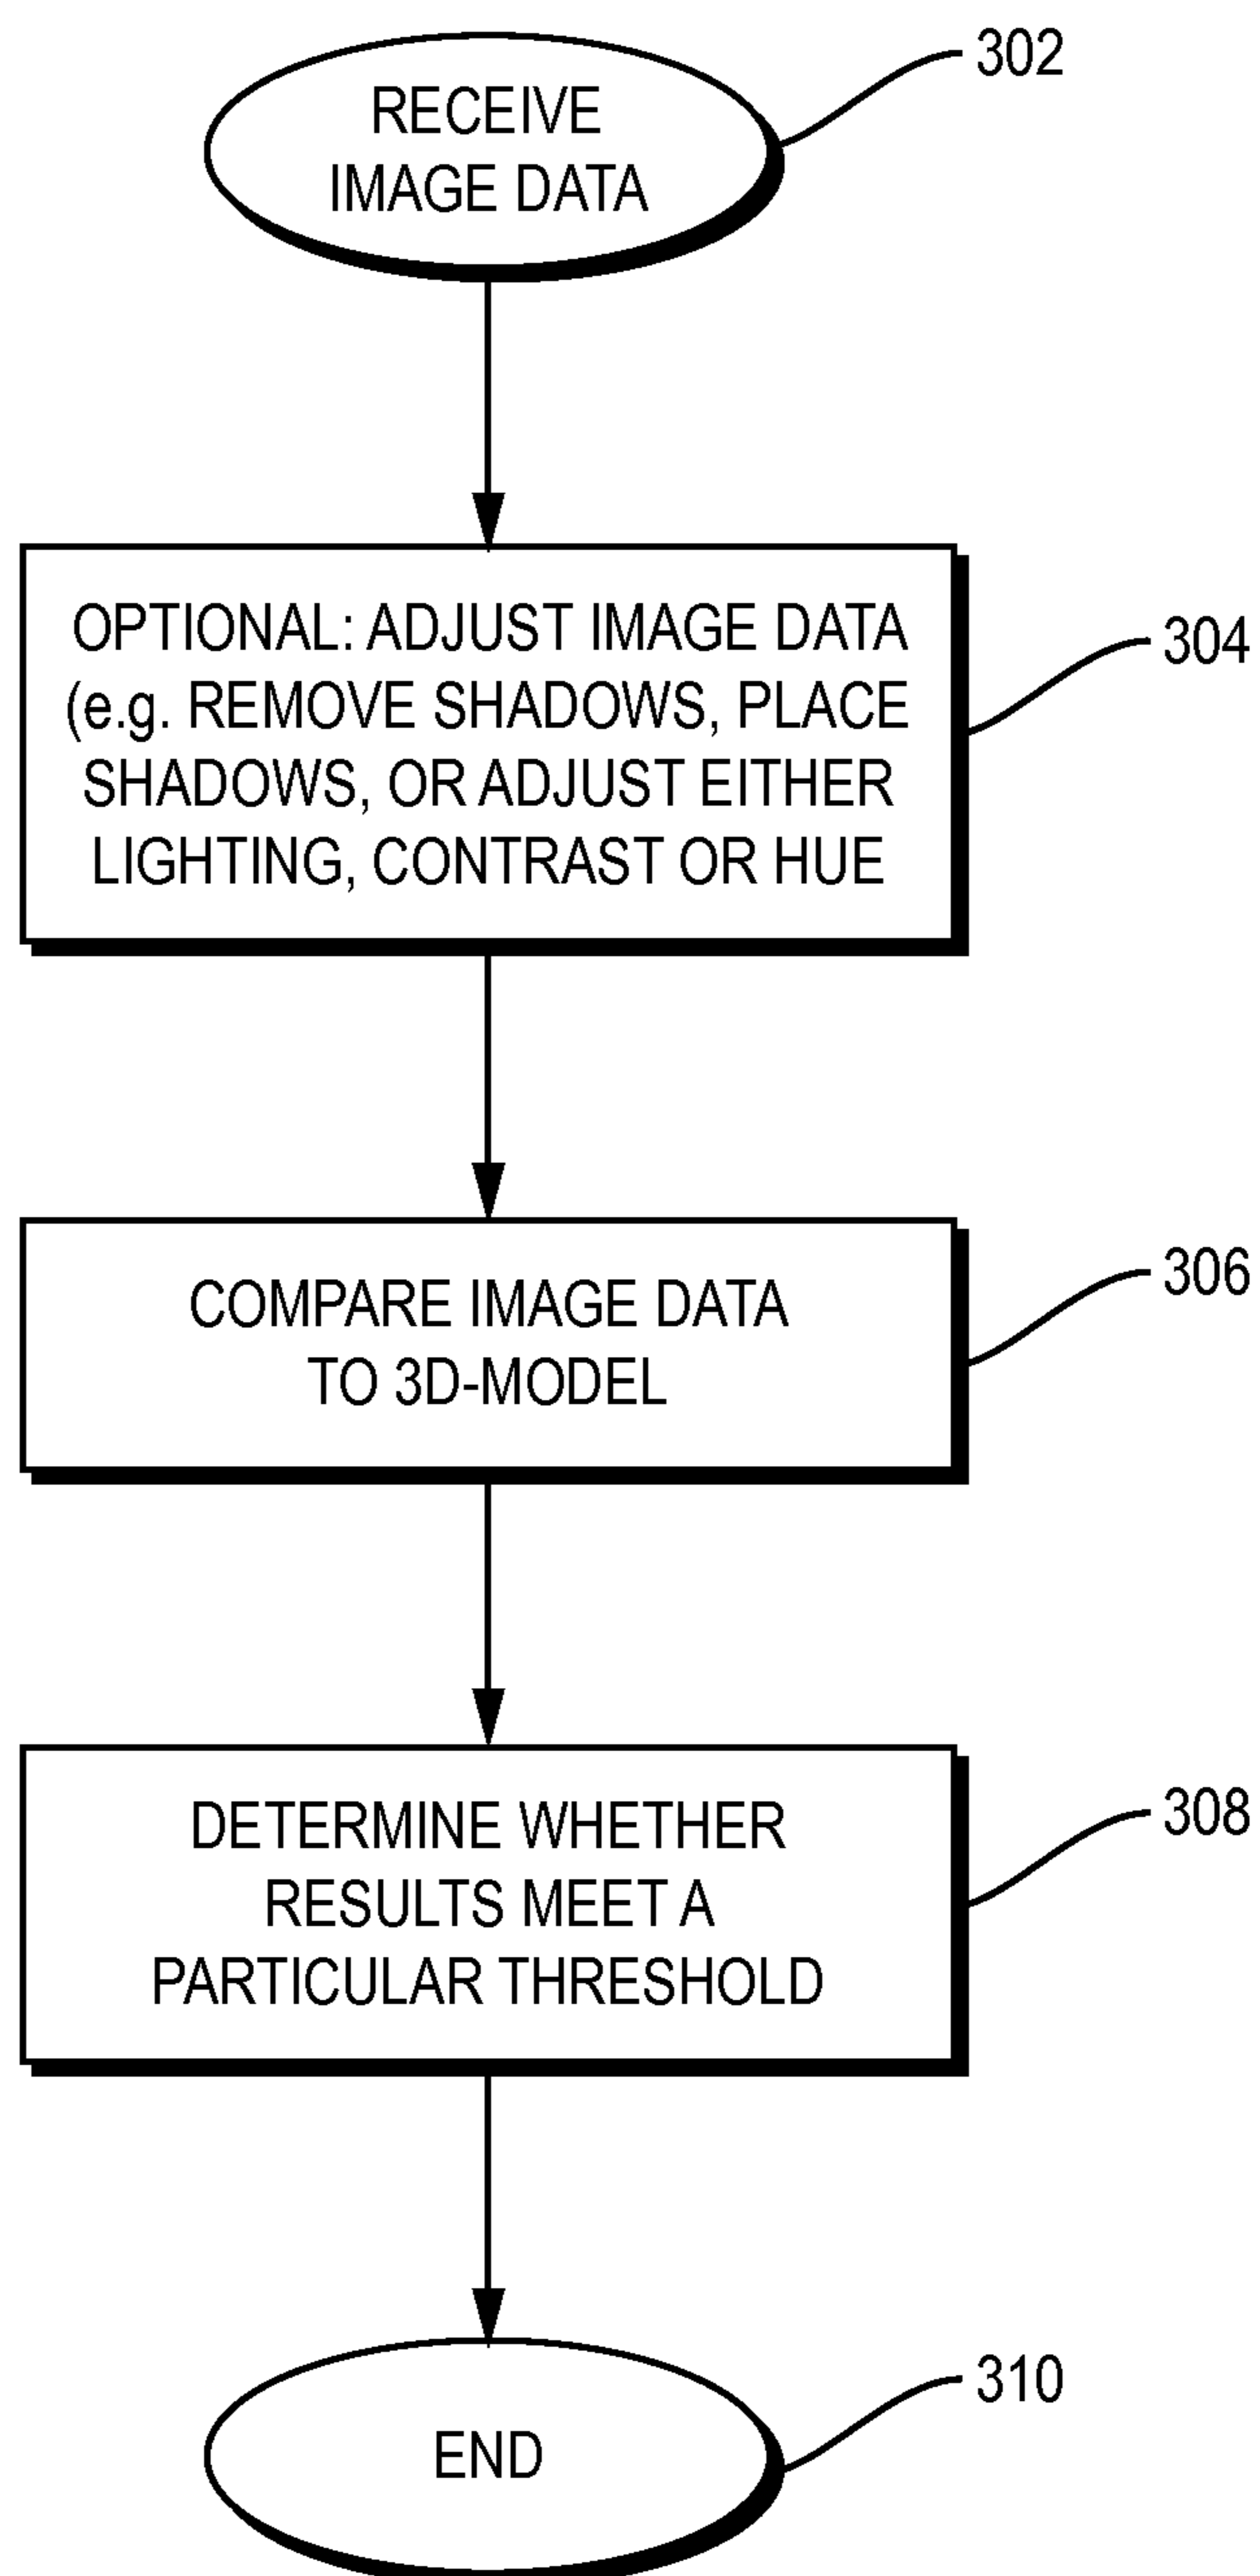 RECEIVE
IMAGE DATA
302
OPTIONAL: ADJUST IMAGE DATA
(e.g. REMOVE SHADOWS, PLACE
SHADOWS, OR ADJUST EITHER
LIGHTING, CONTRAST OR HUE
304
COMPARE IMAGE DATA
TO 3D-MODEL
306
DETERMINE WHETHER
RESULTS MEET A
PARTICULAR THRESHOLD
308
END
310